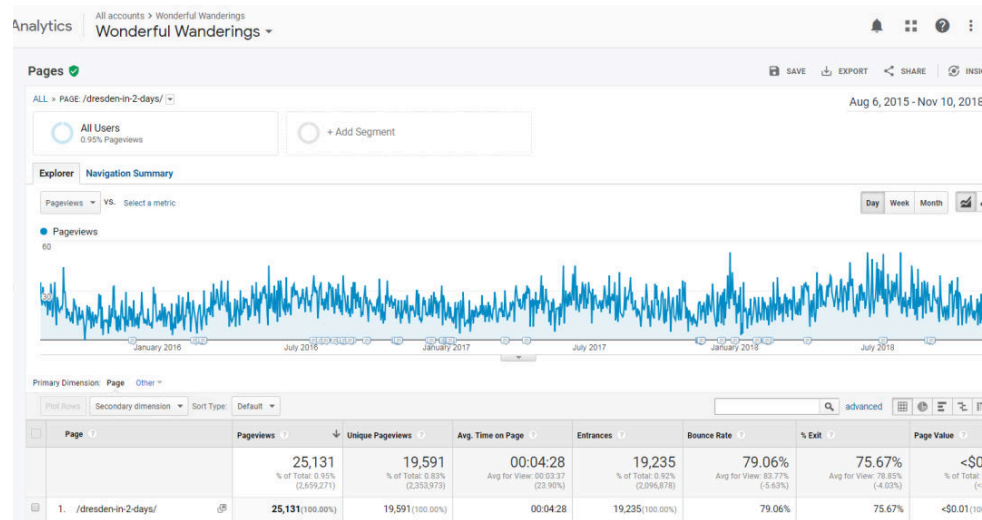 Analytics
All accounts > Wonderful Wanderings
Wonderful Wanderings
Pages
SAVE EXPORT SHARE INSI
ALL » PAGE: /dresden-in-2-days/
Aug 6, 2015 - Nov 10, 2018
All Users
0.95% Pageviews
+ Add Segment
Explorer Navigation Summary
Pageviews VS. Select a metric
Day Week Month
Pageviews
60
30
January 2016 July 2016 January 2017 July 2017 January 2018 July 2018
Primary Dimension: Page Other
Plot Rows Secondary dimension Sort Type: Default advanced
Page Pageviews Unique Pageviews Avg. Time on Page Entrances Bounce Rate % Exit Page Value
25,131 19,591 00:04:28 19,235 79.06% 75.67% <$0
% of Total: 0.95% % of Total: 0.83% Avg for View: 00:03:37 % of Total: 0.92% Avg for View: 83.77% Avg for View: 78.85% % of Total:
(2,659,271) (2,353,973) (23.90%) (2,096,878) (-5.63%) (-4.03%) (<
1. /dresden-in-2-days/ 25,131(100.00%) 19,591(100.00%) 00:04:28 19,235(100.00%) 79.06% 75.67% <$0.01(10